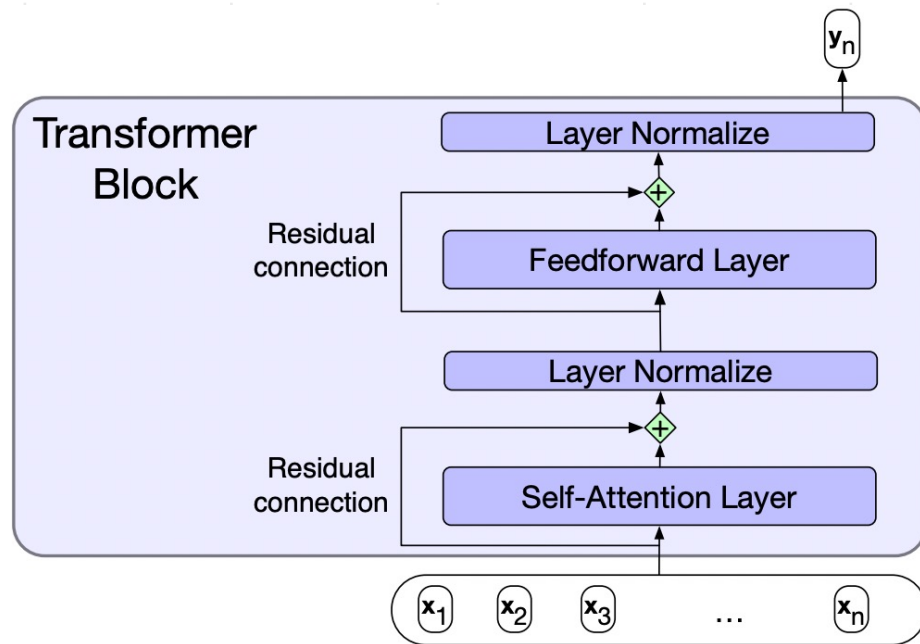 yn
Transformer
Block
Layer Normalize
+
Residual
connection
Feedforward Layer
Layer Normalize
+
Residual
connection
Self-Attention Layer
x1 x2 x3 ... xn